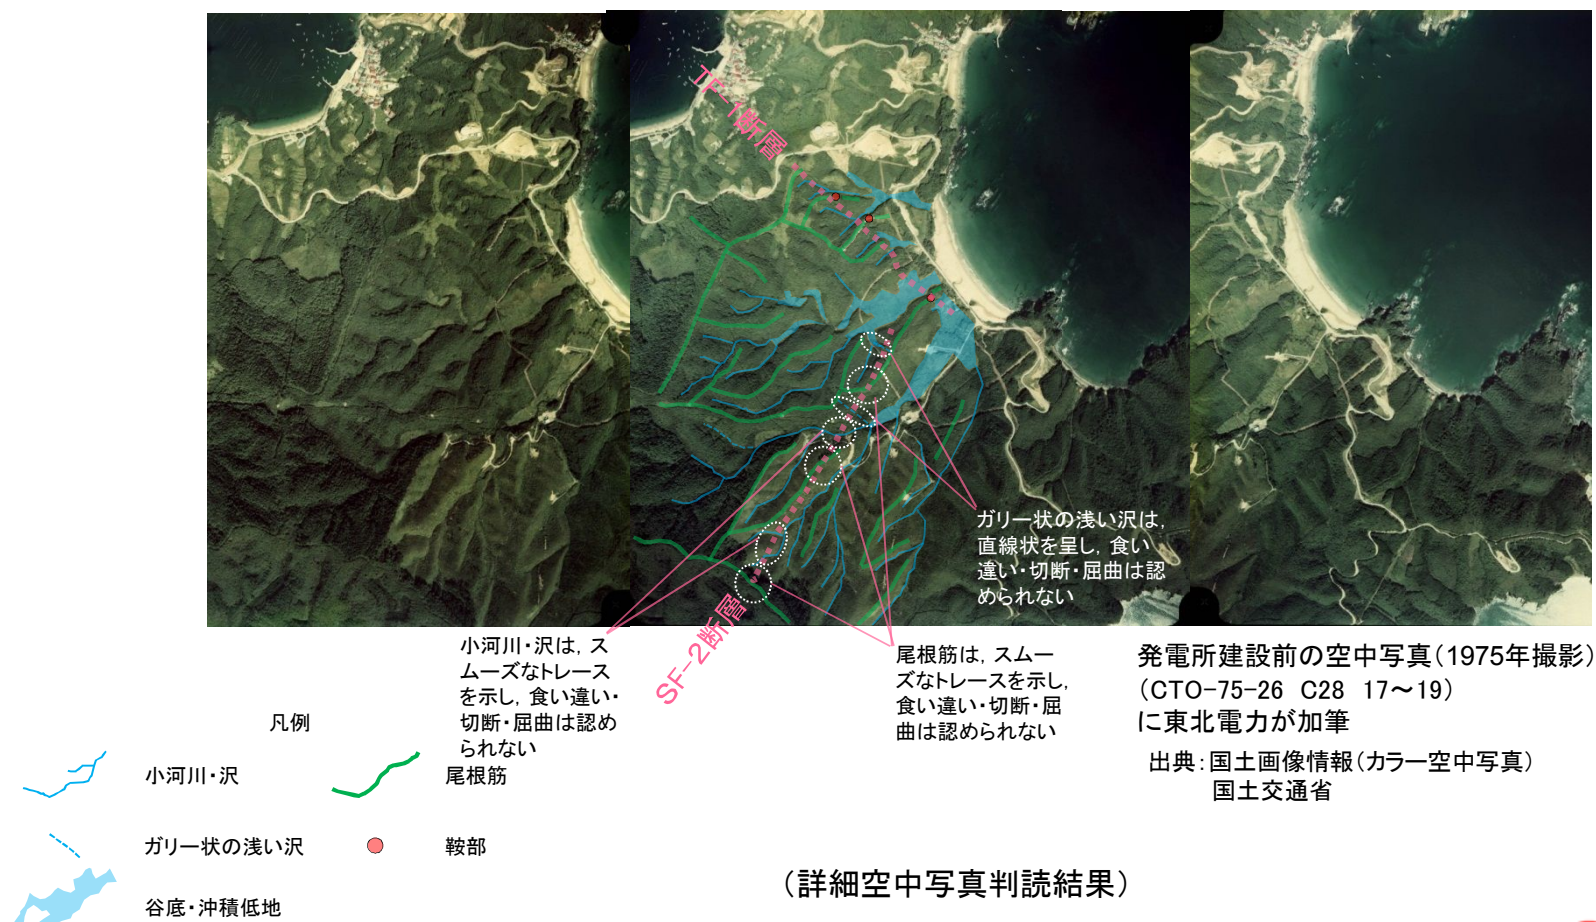 TF-1断層
ガリー状の浅い沢は,
直線状を呈し, 食い
違い・切断・屈曲は認
められない
SF-2断層
小河川・沢は, ス
ムーズなトレース
を示し, 食い違い・
切断・屈曲は認め
られない
尾根筋は, スムー
ズなトレースを示し,
食い違い・切断・屈
曲は認められない
発電所建設前の空中写真(1975年撮影)
(CTO-75-26 C28 17~19)
に東北電力が加筆
出典:国土画像情報(カラー空中写真)
国土交通省
凡例
小河川・沢
尾根筋
ガリー状の浅い沢
鞍部
谷底・沖積低地
(詳細空中写真判読結果)